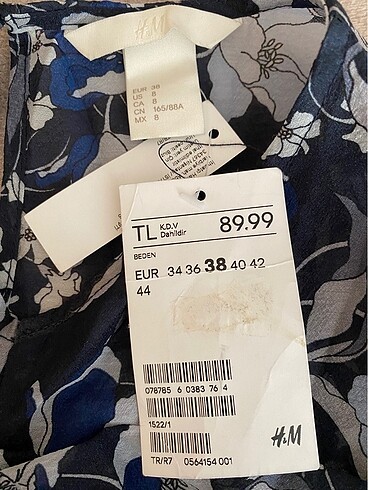 H&M
EUR 38
US 8
CA 8
CN 165/88A
MX 8
TL K.D.V Dahildir 89.99
BEDEN
EUR 34 36 38 40 42
44
078785 6 0383 76 4
1522/1
H&M
TR/R7 0564154 001